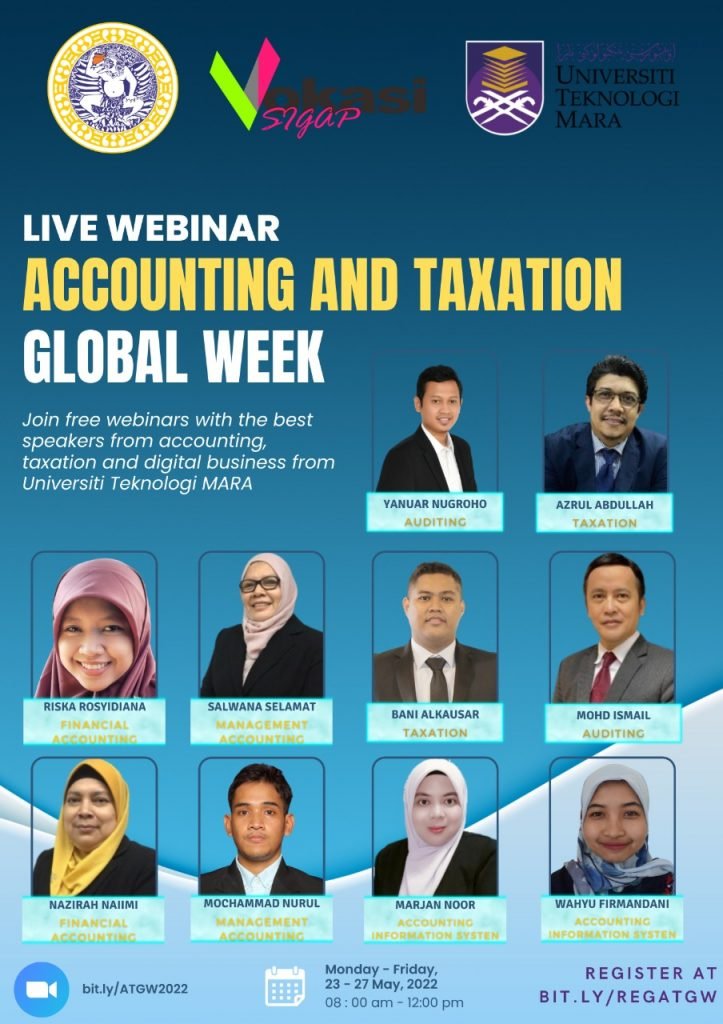 Vokasi
SIGAP
UNIVERSITI
TEKNOLOGI
MARA
LIVE WEBINAR
ACCOUNTING AND TAXATION
GLOBAL WEEK
Join free webinars with the best
speakers from accounting,
taxation and digital business from
Universiti Teknologi MARA
YANUAR NUGROHO
AUDITING
AZRUL ABDULLAH
TAXATION
RISKA ROSYIDIANA
FINANCIAL
ACCOUNTING
SALWANA SELAMAT
MANAGEMENT
ACCOUNTING
BANI ALKAUSAR
TAXATION
MOHD ISMAIL
AUDITING
NAZIRAH NAIIMI
FINANCIAL
ACCOUNTING
MOCHAMMAD NURUL
MANAGEMENT
ACCOUNTING
MARJAN NOOR
ACCOUNTING
INFORMATION SYSTEN
WAHYU FIRMANDANI
ACCOUNTING
INFORMATION SYSTEN
bit.ly/ATGW2022
Monday - Friday,
23 - 27 May, 2022
08 : 00 am - 12:00 pm
REGISTER AT
BIT.LY/REGATGW